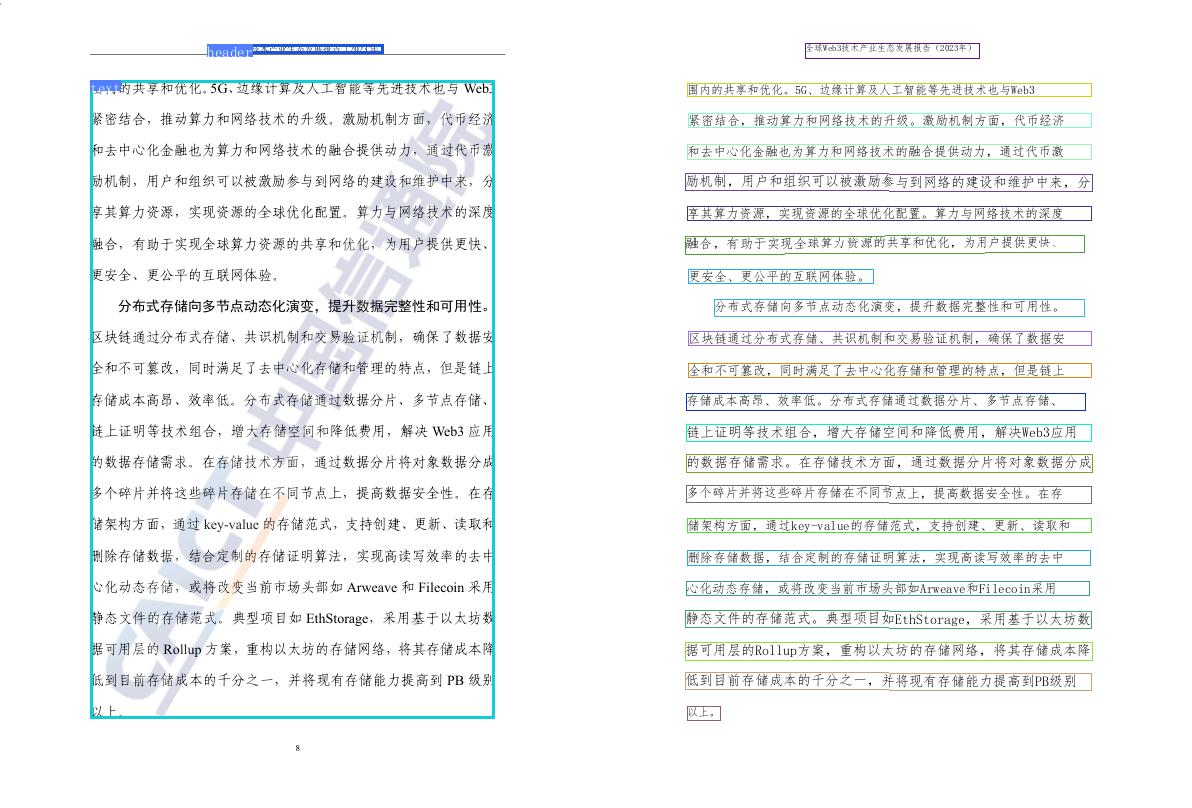 header
text
的共享和优化。5G、边缘计算及人工智能等先进技术也与 Web3
紧密结合，推动算力和网络技术的升级。激励机制方面，代币经济
和去中心化金融也为算力和网络技术的融合提供动力，通过代币激
励机制，用户和组织可以被激励参与到网络的建设和维护中来，分
享其算力资源，实现资源的全球优化配置。算力与网络技术的深度
融合，有助于实现全球算力资源的共享和优化，为用户提供更快、
更安全、更公平的互联网体验。
分布式存储向多节点动态化演变，提升数据完整性和可用性。
区块链通过分布式存储、共识机制和交易验证机制，确保了数据安
全和不可篡改，同时满足了去中心化存储和管理的特点，但是链上
存储成本高昂、效率低。分布式存储通过数据分片、多节点存储、
链上证明等技术组合，增大存储空间和降低费用，解决 Web3 应用
的数据存储需求。在存储技术方面，通过数据分片将对象数据分成
多个碎片并将这些碎片存储在不同节点上，提高数据安全性。在存
储架构方面，通过 key-value 的存储范式，支持创建、更新、读取和
删除存储数据，结合定制的存储证明算法，实现高读写效率的去中
心化动态存储，或将改变当前市场头部如 Arweave 和 Filecoin 采用
静态文件的存储范式。典型项目如 EthStorage，采用基于以太坊数
据可用层的 Rollup 方案，重构以太坊的存储网络，将其存储成本降
低到目前存储成本的千分之一，并将现有存储能力提高到 PB 级别
以上。
CAICT 中国信通院
8
全球Web3技术产业生态发展报告（2023年）
国内的共享和优化。5G、边缘计算及人工智能等先进技术也与Web3
紧密结合，推动算力和网络技术的升级。激励机制方面，代币经济
和去中心化金融也为算力和网络技术的融合提供动力，通过代币激
励机制，用户和组织可以被激励参与到网络的建设和维护中来，分
享其算力资源，实现资源的全球优化配置。算力与网络技术的深度
融合，有助于实现全球算力资源的共享和优化，为用户提供更快、
更安全、更公平的互联网体验。
分布式存储向多节点动态化演变，提升数据完整性和可用性。
区块链通过分布式存储、共识机制和交易验证机制，确保了数据安
全和不可篡改，同时满足了去中心化存储和管理的特点，但是链上
存储成本高昂、效率低。分布式存储通过数据分片、多节点存储、
链上证明等技术组合，增大存储空间和降低费用，解决Web3应用
的数据存储需求。在存储技术方面，通过数据分片将对象数据分成
多个碎片并将这些碎片存储在不同节点上，提高数据安全性。在存
储架构方面，通过key-value的存储范式，支持创建、更新、读取和
删除存储数据，结合定制的存储证明算法，实现高读写效率的去中
心化动态存储，或将改变当前市场头部如Arweave和Filecoin采用
静态文件的存储范式。典型项目如EthStorage，采用基于以太坊数
据可用层的Rollup方案，重构以太坊的存储网络，将其存储成本降
低到目前存储成本的千分之一，并将现有存储能力提高到PB级别
以上。